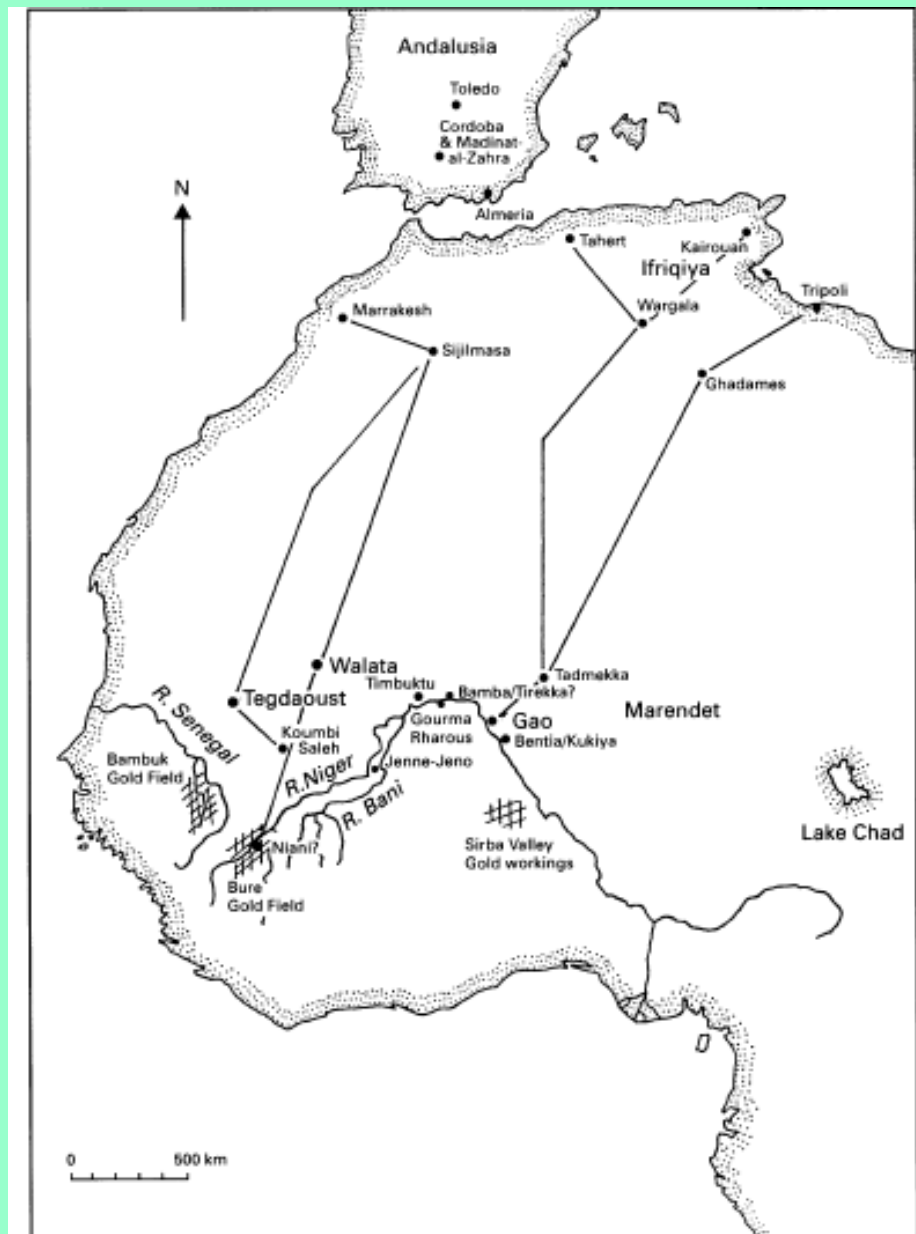 Andalusia
Toledo
Cordoba
& Madinat-
al-Zahra
Almeria
N
Tahert
Kairouan
Ifriqiya
Wargala
Tripoli
Marrakesh
Sijilmasa
Ghadames
Walata
Tadmekka
Timbuktu
Bamba/Tirekka?
Tegdaoust
Marendet
R. Senegal
Gourma
Rharous
Gao
Koumbi
Saleh
Bentia/Kukiya
Bambuk
Gold Field
R.Niger
Jenne-Jeno
R. Bani
Lake Chad
Niani?
Sirba Valley
Gold workings
Bure
Gold Field
0 500 km